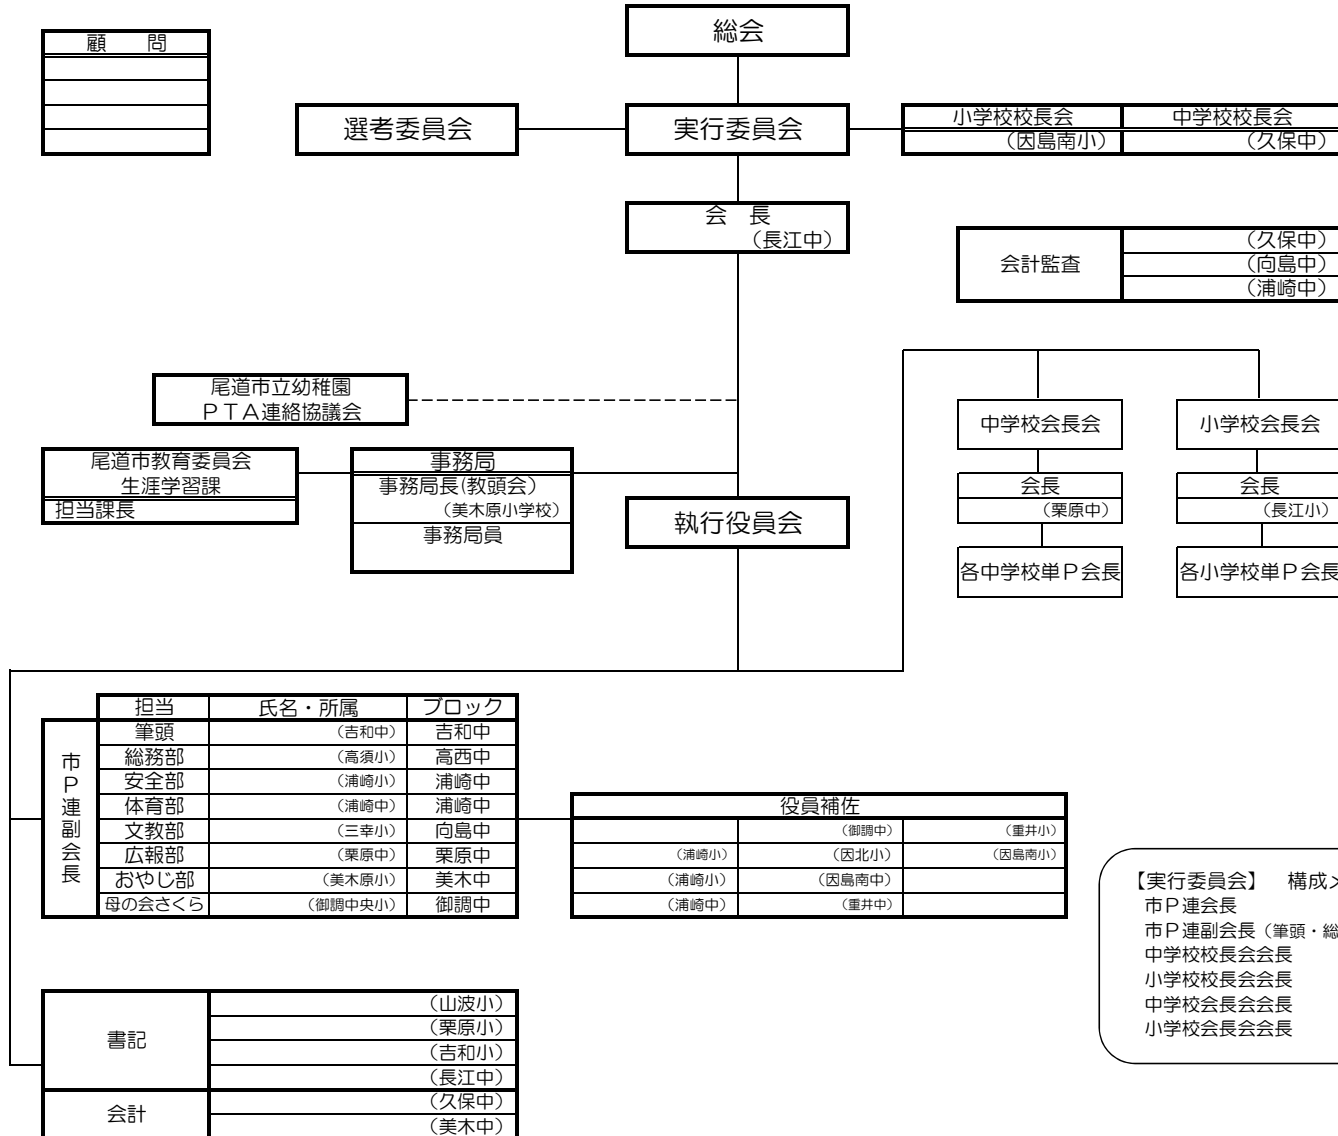 総会
顧　問
選考委員会
実行委員会
小学校校長会　中学校校長会
（因島南小）　（久保中）
会　長
（長江中）
会計監査
（久保中）
（向島中）
（浦崎中）
尾道市立幼稚園
ＰＴＡ連絡協議会
尾道市教育委員会
生涯学習課
担当課長
事務局
事務局長(教頭会）
（美木原小学校）
事務局員
執行役員会
中学校会長会
会長
（栗原中）
各中学校単Ｐ会長
小学校会長会
会長
（長江小）
各小学校単Ｐ会長
市Ｐ連副会長
担当　氏名・所属　ブロック
筆頭　（吉和中）　吉和中
総務部　（高須小）　高西中
安全部　（浦崎小）　浦崎中
体育部　（浦崎中）　浦崎中
文教部　（三幸小）　向島中
広報部　（栗原中）　栗原中
おやじ部　（美木原小）　美木中
母の会さくら　（御調中央小）　御調中
役員補佐
（御調中）　（重井小）
（浦崎小）　（因北小）　（因島南小）
（浦崎小）　（因島南中）
（浦崎中）　（重井中）
【実行委員会】　構成メ
市Ｐ連会長
市Ｐ連副会長（筆頭・総
中学校校長会会長
小学校校長会会長
中学校会長会会長
小学校会長会会長
書記
（山波小）
（栗原小）
（吉和小）
（長江中）
会計
（久保中）
（美木中）